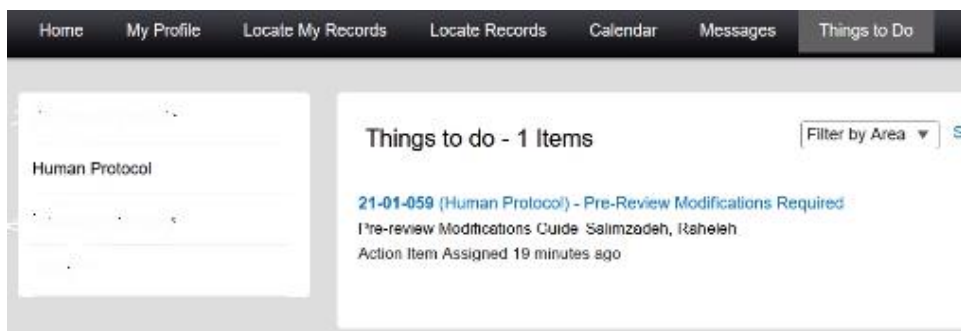 Home My Profile Locate My Records Locate Records Calendar Messages Things to Do
Human Protocol
Things to do - 1 Items
Filter by Area
S
21-01-059 (Human Protocol) - Pre-Review Modifications Required
Pre-review Modifications Guide Salimzadeh, Raheleh
Action Item Assigned 19 minutes ago